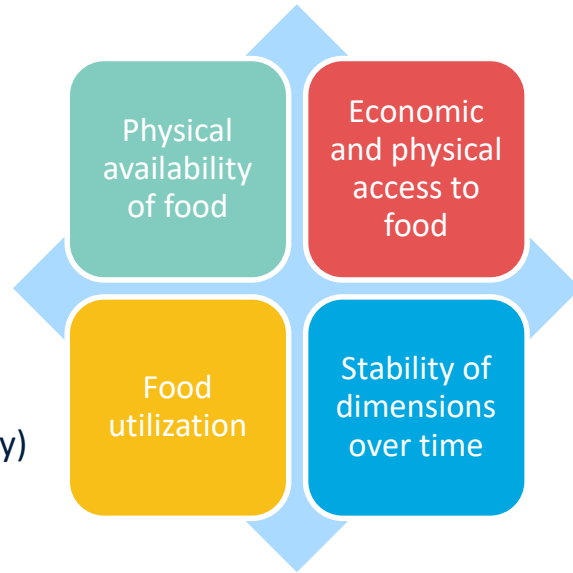 Physical
availability
of food
Economic
and physical
access to
food
Food
utilization
Stability of
dimensions
over time
y)